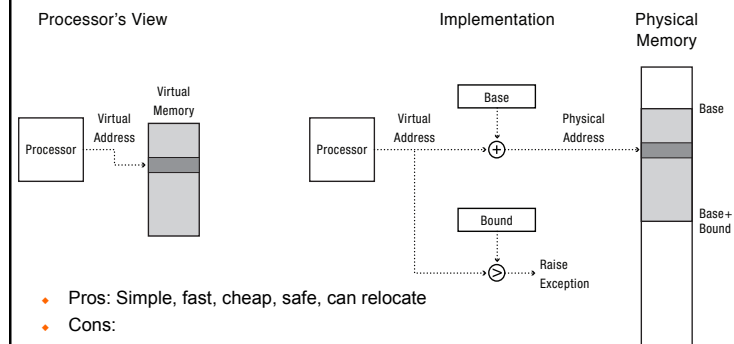 Processor's View
Implementation
Physical
Memory
Virtual
Memory
Virtual
Address
Processor
Processor
Virtual
Address
Base
+
Physical
Address
Base
Base+
Bound
Bound
>
Raise
Exception
Pros: Simple, fast, cheap, safe, can relocate
Cons: